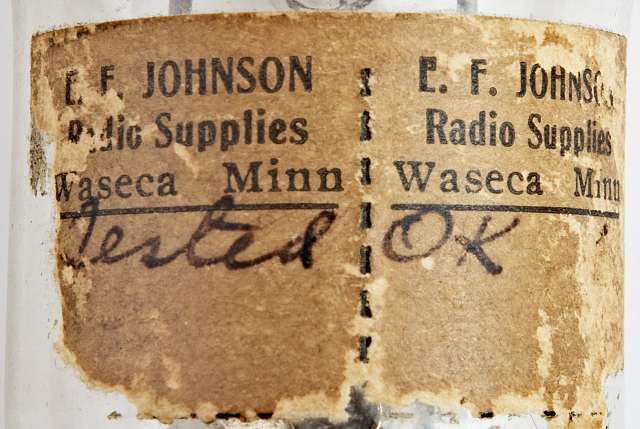 E. F. JOHNSON E. F. JOHNSON
Radio Supplies Radio Supplies
Waseca Minn Waseca Minn
Tested OK